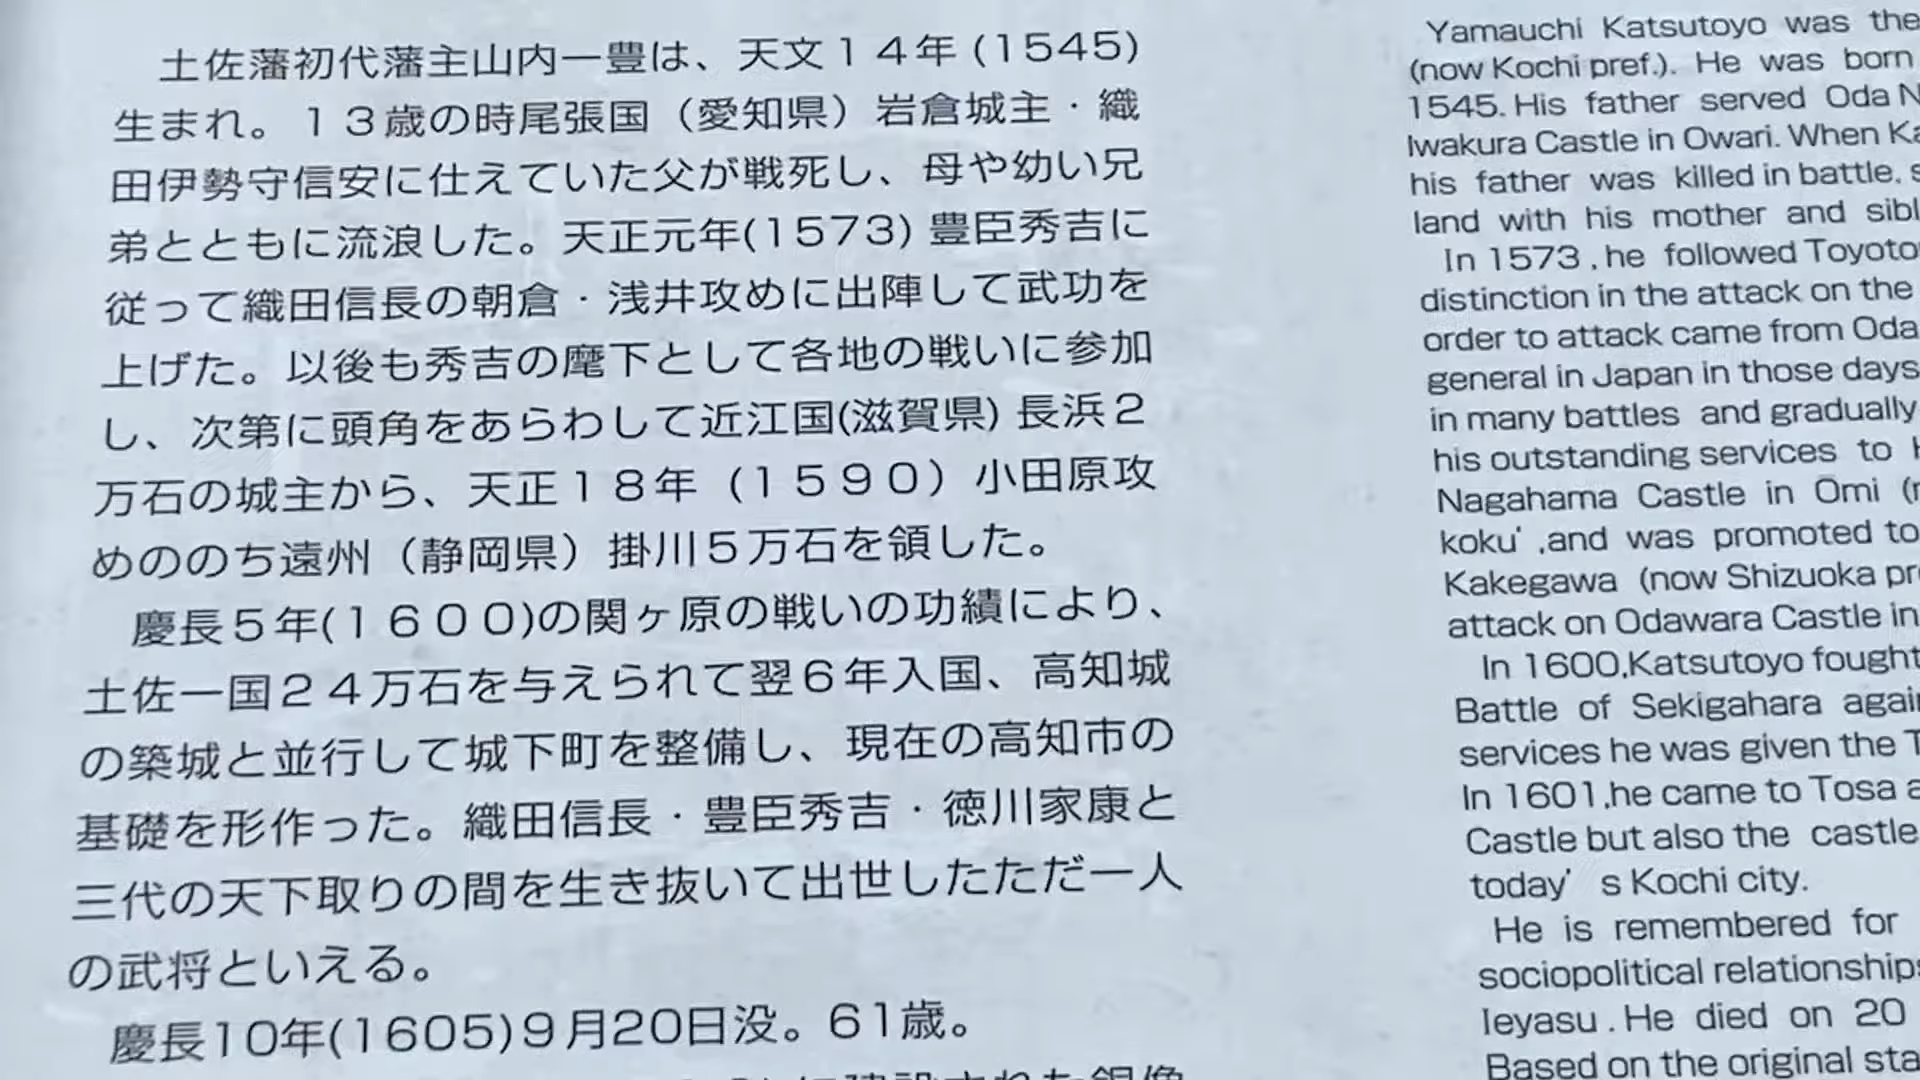 土佐藩初代藩主山内一豊は、天文１４年 (1545)
生まれ。１３歳の時尾張国（愛知県）岩倉城主・織
田伊勢守信安に仕えていた父が戦死し、母や幼い兄
弟とともに流浪した。天正元年(1573) 豊臣秀吉に
従って織田信長の朝倉・浅井攻めに出陣して武功を
上げた。以後も秀吉の麾下として各地の戦いに参加
し、次第に頭角をあらわして近江国(滋賀県) 長浜２
万石の城主から、天正１８年（１５９０）小田原攻
めののち遠州（静岡県）掛川５万石を領した。
慶長５年(１６００)の関ヶ原の戦いの功績により、
土佐一国２４万石を与えられて翌６年入国、高知城
の築城と並行して城下町を整備し、現在の高知市の
基礎を形作った。織田信長・豊臣秀吉・徳川家康と
三代の天下取りの間を生き抜いて出世したただ一人
の武将といえる。
慶長10年(1605)９月20日没。61歳。
Yamauchi Katsutoyo was the
(now Kochi pref.). He was born
1545. His father served Oda
Iwakura Castle in Owari. When
his father was killed in battle,
land with his mother and
In 1573 , he followed
distinction in the attack on the
order to attack came from Oda
general in Japan in those days
in many battles and gradually
his outstanding services to
Nagahama Castle in Omi
koku' ,and was promoted to
Kakegawa (now Shizuoka
attack on Odawara Castle in
In 1600,Katsutoyo fought
Battle of Sekigahara
services he was given the
In 1601,he came to Tosa
Castle but also the castle
today' s Kochi city.
He is remembered for
sociopolitical relationships
Ieyasu . He died on 20
Based on the original